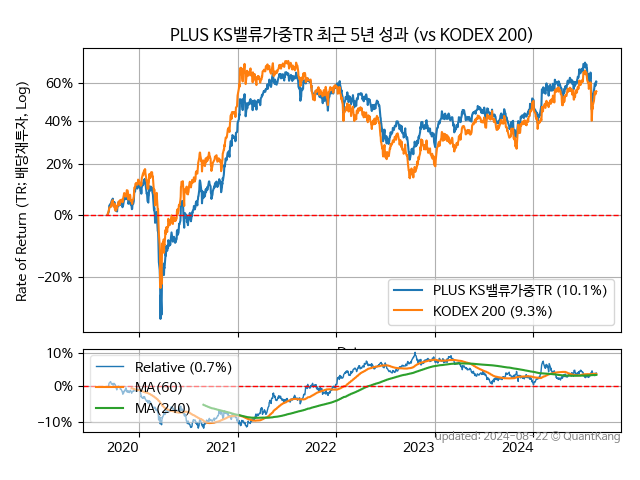 PLUS KS밸류가중TR 최근 5년 성과 (vs KODEX 200)
Rate of Return (TR: 배당재투자, Log)
60%
40%
20%
0%
−20%
PLUS KS밸류가중TR (10.1%)
KODEX 200 (9.3%)
10%
0%
−10%
Relative (0.7%)
MA(60)
MA(240)
2020
2021
2022
2023
2024
Updated: 2024-08-22 © QuantKang